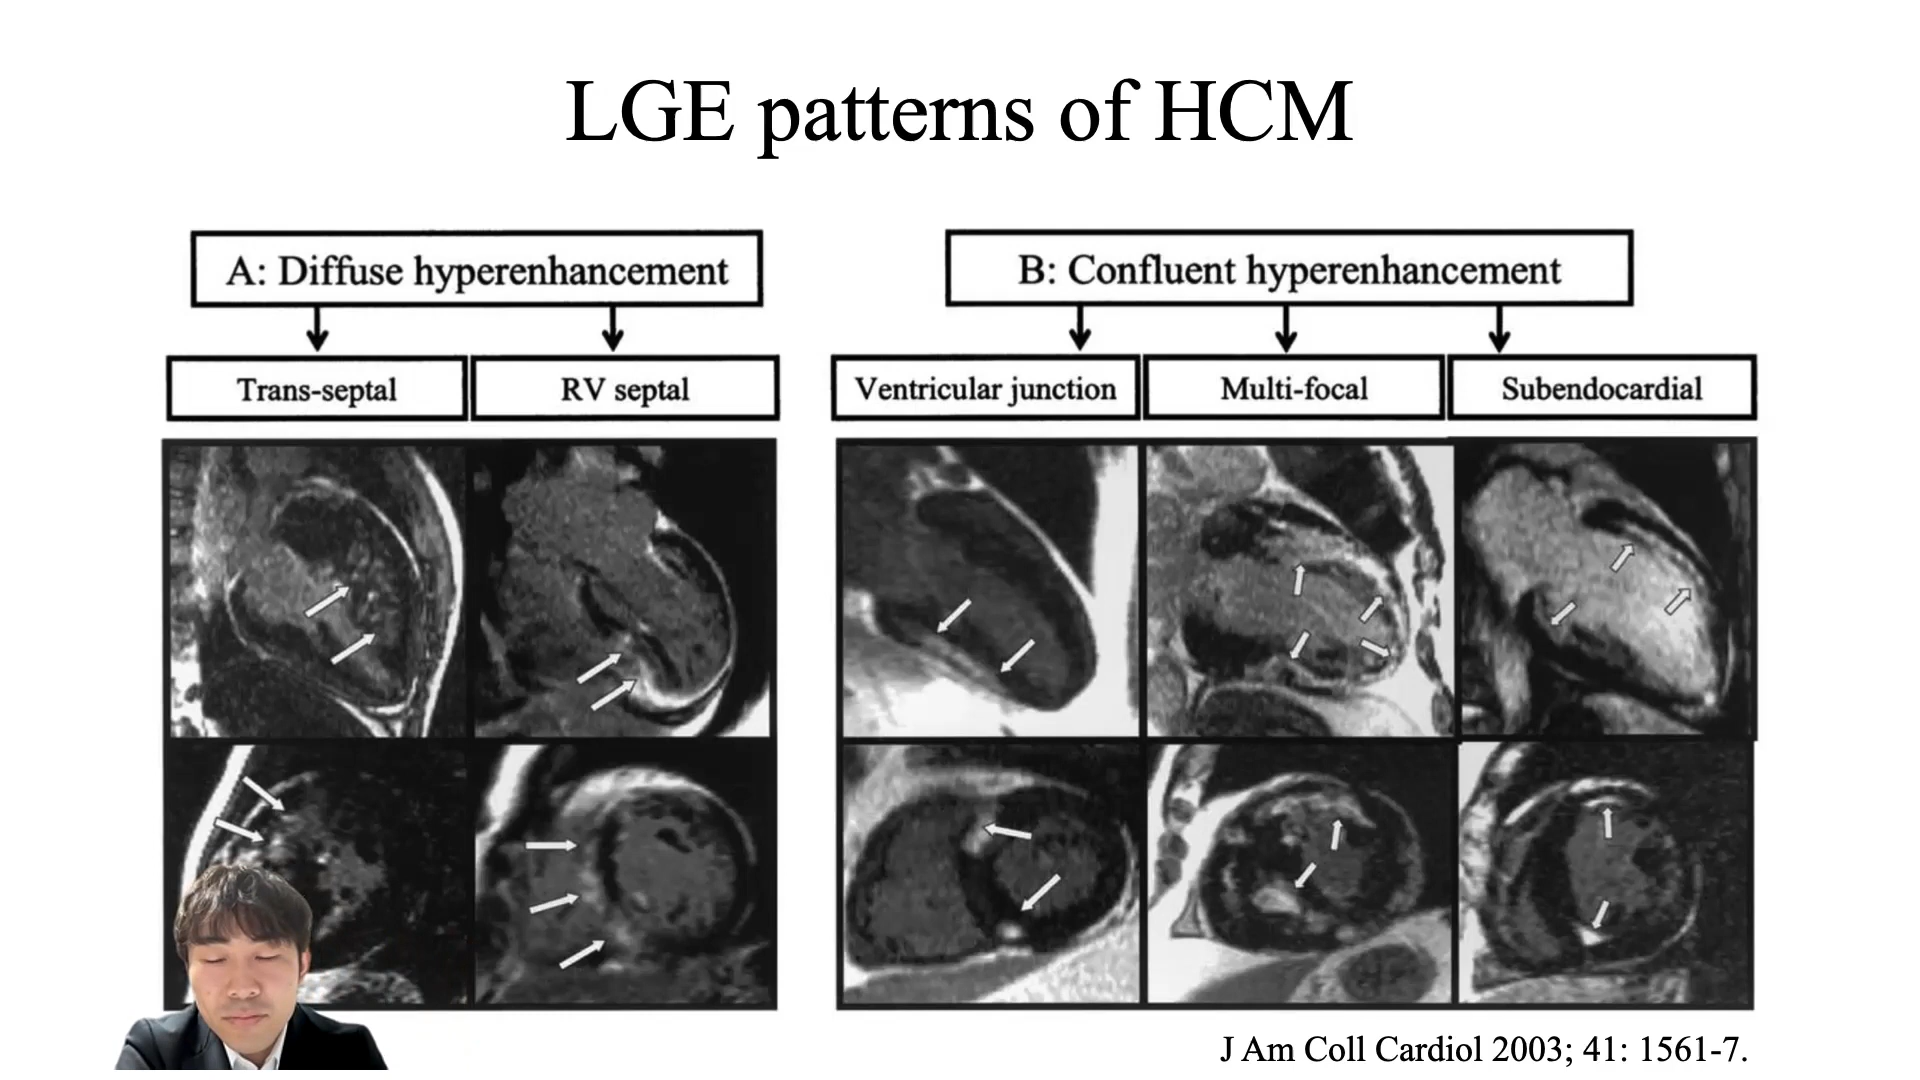 LGE patterns of HCM
A: Diffuse hyperenhancement
B: Confluent hyperenhancement
Trans-septal
RV septal
Ventricular junction
Multi-focal
Subendocardial
J Am Coll Cardiol 2003; 41: 1561-7.